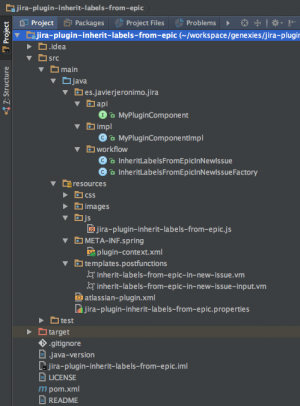 jira-plugin-inherit-labels-from-epic
Project
Packages
Project Files
Problems
1: Project
7: Structure
jira-plugin-inherit-labels-from-epic (~/workspace/genexies/jira-plugin
.idea
src
main
java
es.javierjeronimo.jira
api
MyPluginComponent
impl
MyPluginComponentImpl
workflow
InheritLabelsFromEpicInNewIssue
InheritLabelsFromEpicInNewIssueFactory
resources
css
images
js
jira-plugin-inherit-labels-from-epic.js
META-INF.spring
plugin-context.xml
templates.postfunctions
inherit-labels-from-epic-in-new-issue.vm
inherit-labels-from-epic-in-new-issue-input.vm
atlassian-plugin.xml
jira-plugin-inherit-labels-from-epic.properties
test
target
.gitignore
.java-version
jira-plugin-inherit-labels-from-epic.iml
LICENSE
pom.xml
README